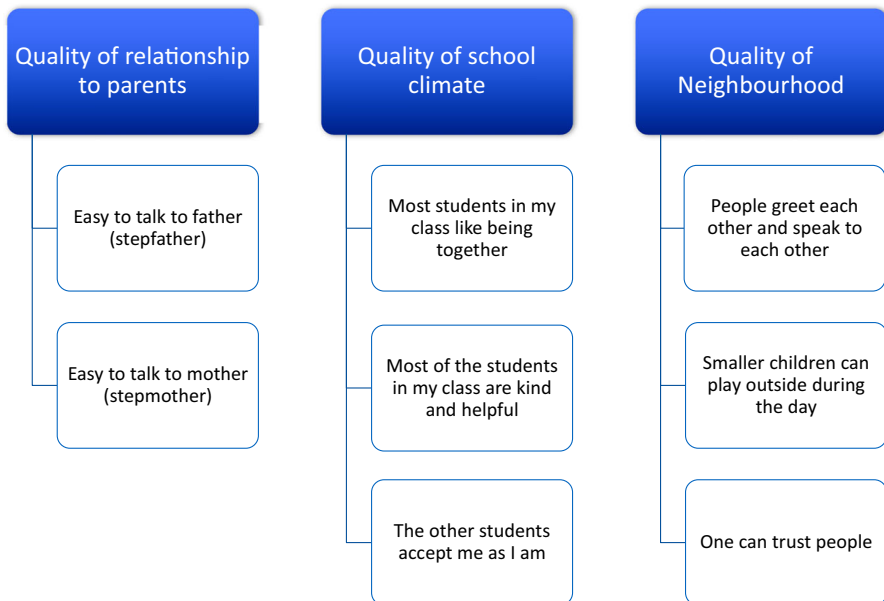 Quality of relationship
to parents
Easy to talk to father
(stepfather)
Easy to talk to mother
(stepmother)
Quality of school
climate
Most students in my
class like being
together
Most of the students
in my class are kind
and helpful
The other students
accept me as I am
Quality of
Neighbourhood
People greet each
other and speak to
each other
Smaller children can
play outside during
the day
One can trust people